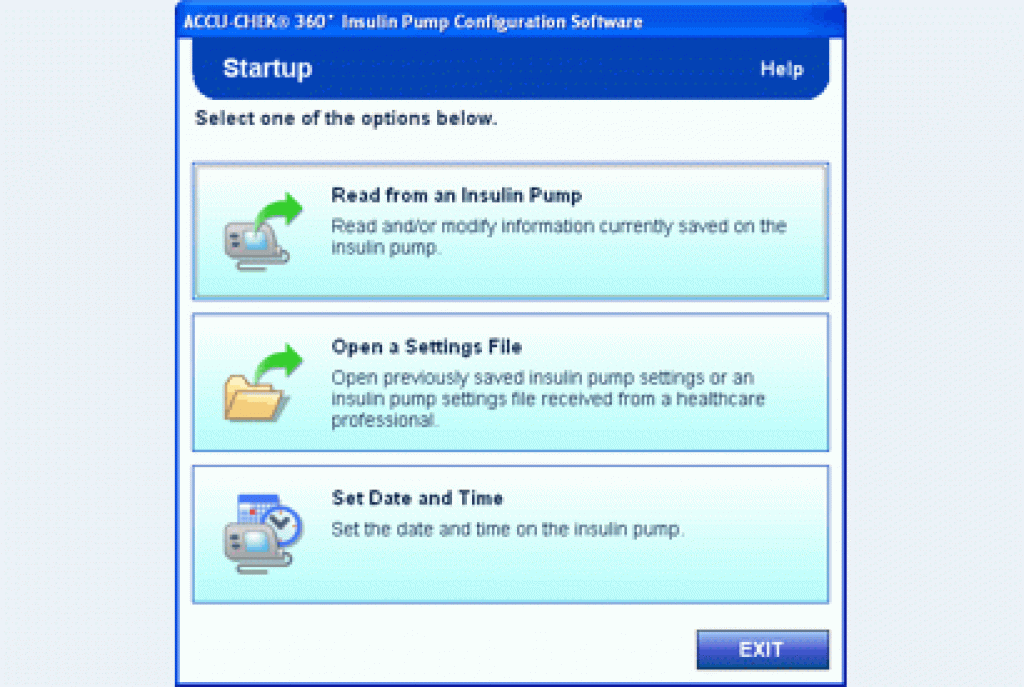 ACCU-CHEK® 360° Insulin Pump Configuration Software
Startup
Help
Select one of the options below.
Read from an Insulin Pump
Read and/or modify information currently saved on the
insulin pump.
Open a Settings File
Open previously saved insulin pump settings or an
insulin pump settings file received from a healthcare
professional.
Set Date and Time
Set the date and time on the insulin pump.
EXIT